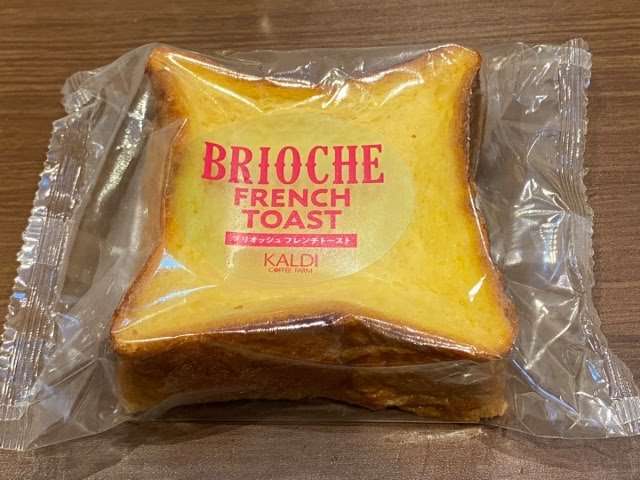 BRIOCHE
FRENCH
TOAST
ブリオッシュ フレンチトースト
KALDI
COFFEE FARM